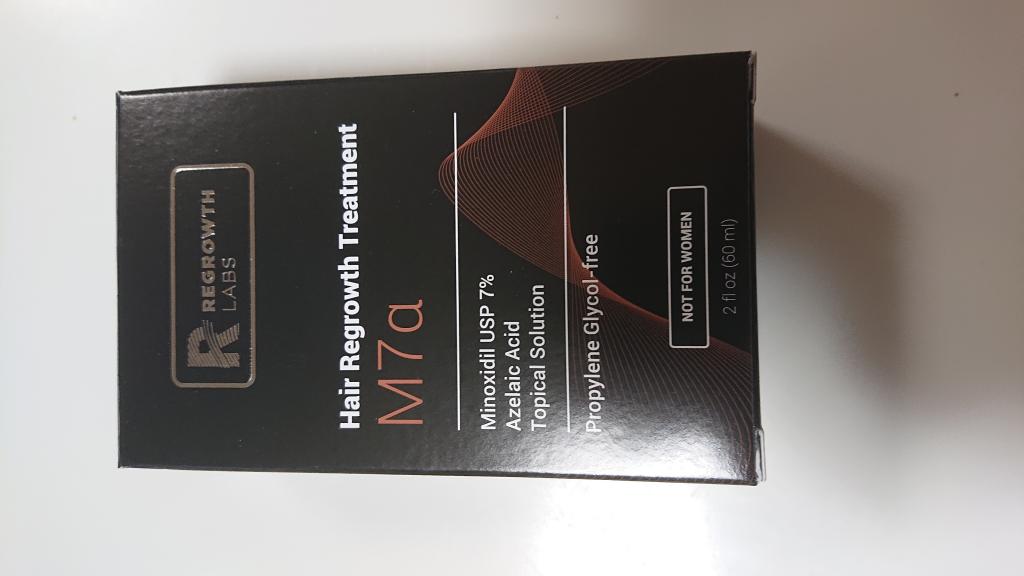 REGROWTH
LABS
Hair Regrowth Treatment
M7a
Minoxidil USP 7%
Azelaic Acid
Topical Solution
Propylene Glycol-free
NOT FOR WOMEN
2 fl oz (60 ml)